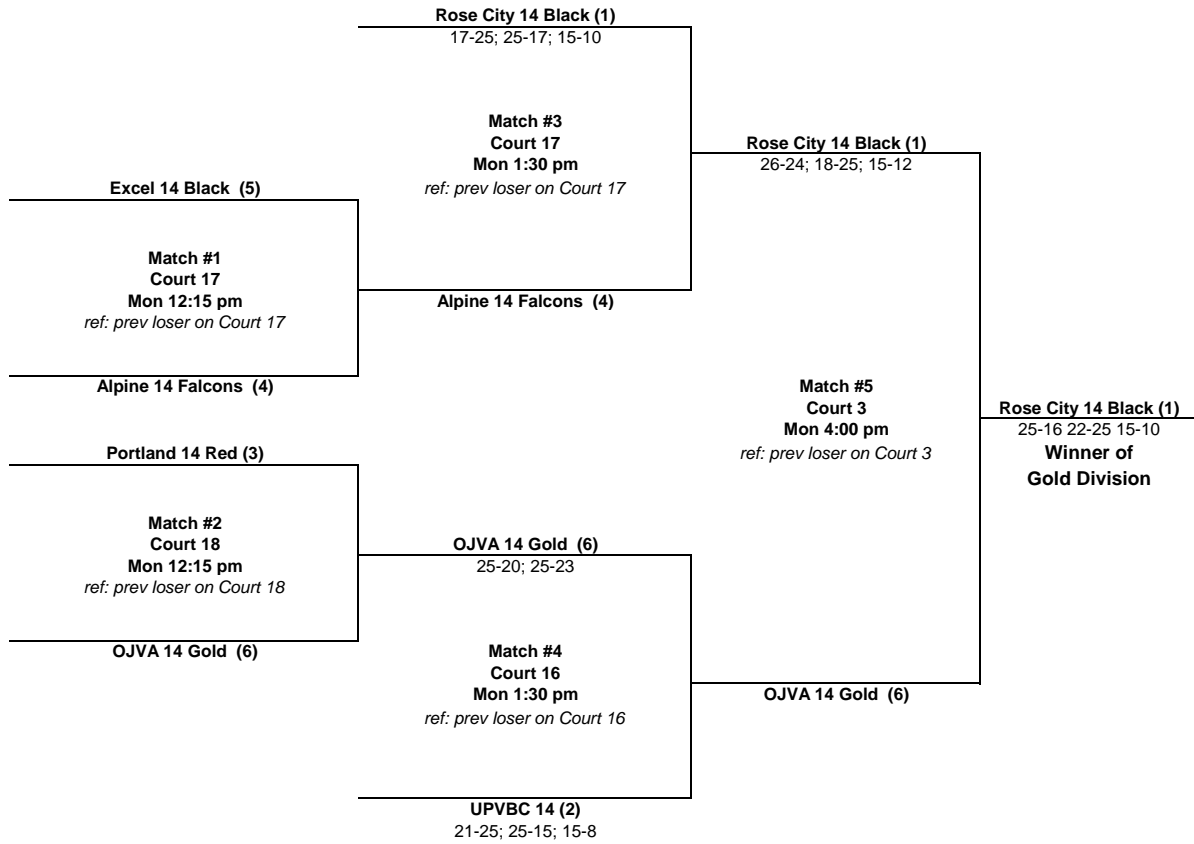 Rose City 14 Black (1)
17-25; 25-17; 15-10
Match #3
Court 17
Mon 1:30 pm
ref: prev loser on Court 17
Rose City 14 Black (1)
26-24; 18-25; 15-12
Excel 14 Black (5)
Match #1
Court 17
Mon 12:15 pm
ref: prev loser on Court 17
Alpine 14 Falcons (4)
Alpine 14 Falcons (4)
Match #5
Court 3
Mon 4:00 pm
ref: prev loser on Court 3
Rose City 14 Black (1)
25-16 22-25 15-10
Winner of
Gold Division
Portland 14 Red (3)
Match #2
Court 18
Mon 12:15 pm
ref: prev loser on Court 18
OJVA 14 Gold (6)
OJVA 14 Gold (6)
25-20; 25-23
Match #4
Court 16
Mon 1:30 pm
ref: prev loser on Court 16
OJVA 14 Gold (6)
UPVBC 14 (2)
21-25; 25-15; 15-8